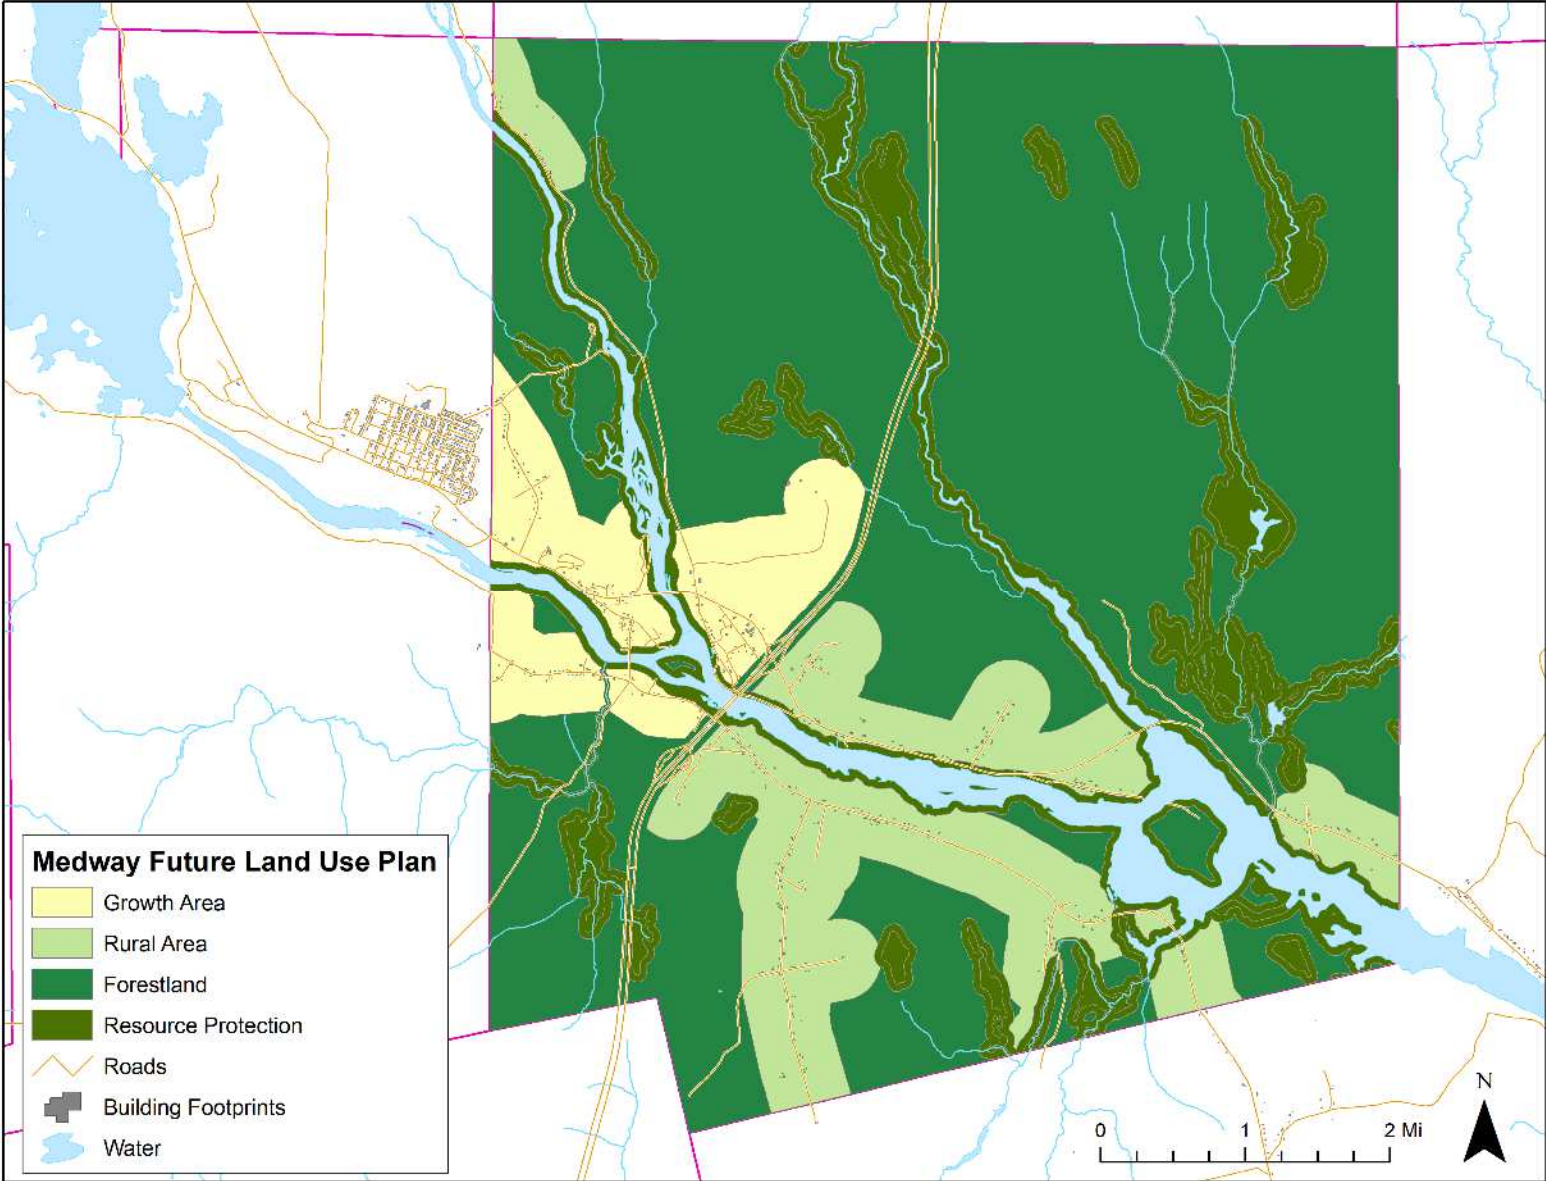 Medway Future Land Use Plan
Growth Area
Rural Area
Forestland
Resource Protection
Roads
Building Footprints
Water
N
0 1 2 Mi